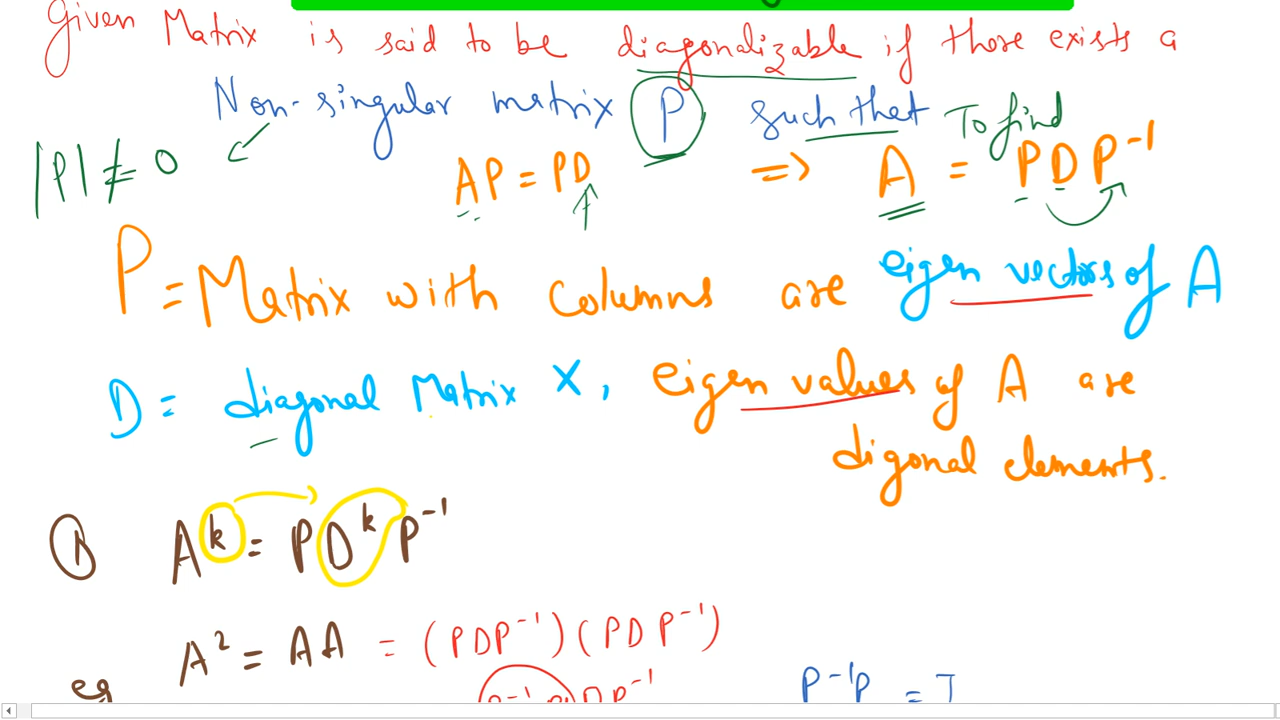 Given Matrix is said to be diagonalizable if there exists a
Non-singular matrix P such that To find
|P| ≠ 0 AP = PD => A = PDP⁻¹
P = Matrix with columns are eigen vectors of A
D = diagonal Matrix X, eigen values of A are
digonal elements.
① Aᵏ = PDᵏP⁻¹
A² = AA = (PDP⁻¹)(PDP⁻¹)
eg P⁻¹P = I